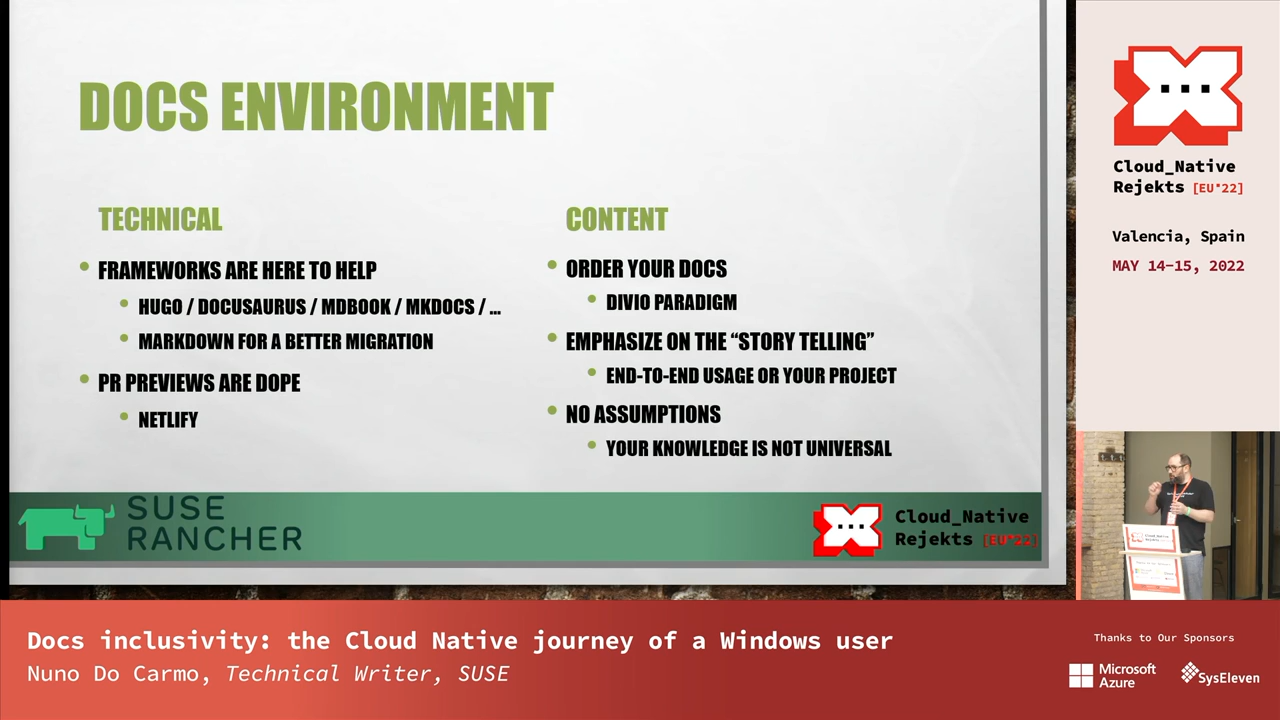 DOCS ENVIRONMENT
TECHNICAL
• FRAMEWORKS ARE HERE TO HELP
• HUGO / DOCUSAURUS / MDBOOK / MKDOCS / ...
• MARKDOWN FOR A BETTER MIGRATION
• PR PREVIEWS ARE DOPE
• NETLIFY
CONTENT
• ORDER YOUR DOCS
• DIVIO PARADIGM
• EMPHASIZE ON THE “STORY TELLING”
• END-TO-END USAGE OR YOUR PROJECT
• NO ASSUMPTIONS
• YOUR KNOWLEDGE IS NOT UNIVERSAL
SUSE
RANCHER
Cloud_Native
Rejekts [EU*22]
Cloud_Native
Rejekts [EU*22]
Valencia, Spain
MAY 14-15, 2022
Docs inclusivity: the Cloud Native journey of a Windows user
Nuno Do Carmo, Technical Writer, SUSE
Thanks to Our Sponsors
Microsoft
Azure
SysEleven